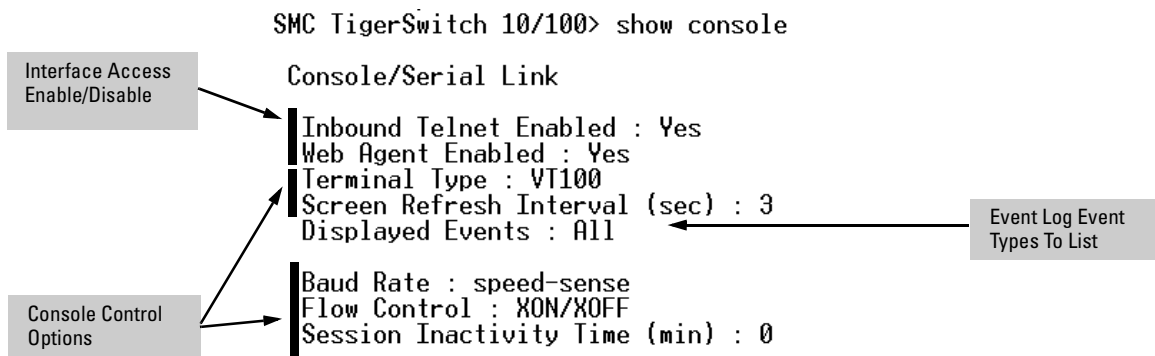 SMC TigerSwitch 10/100> show console
Interface Access
Enable/Disable
Console/Serial Link
Inbound Telnet Enabled : Yes
Web Agent Enabled : Yes
Terminal Type : VT100
Screen Refresh Interval (sec) : 3
Displayed Events : All
Event Log Event
Types To List
Baud Rate : speed-sense
Flow Control : XON/XOFF
Session Inactivity Time (min) : 0
Console Control
Options